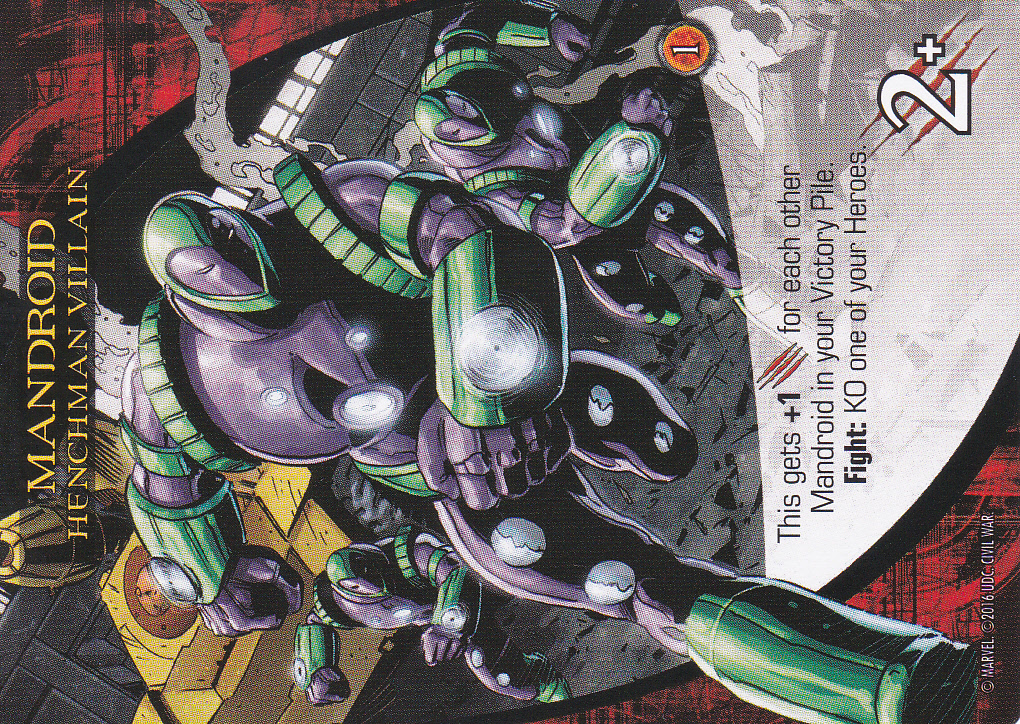 MANDROID
HENCHMAN VILLAIN
1
This gets +1 for each other
Mandroid in your Victory Pile.
Fight: KO one of your Heroes.
2+
© MARVEL. ©2016 UDC. CIVIL WAR.